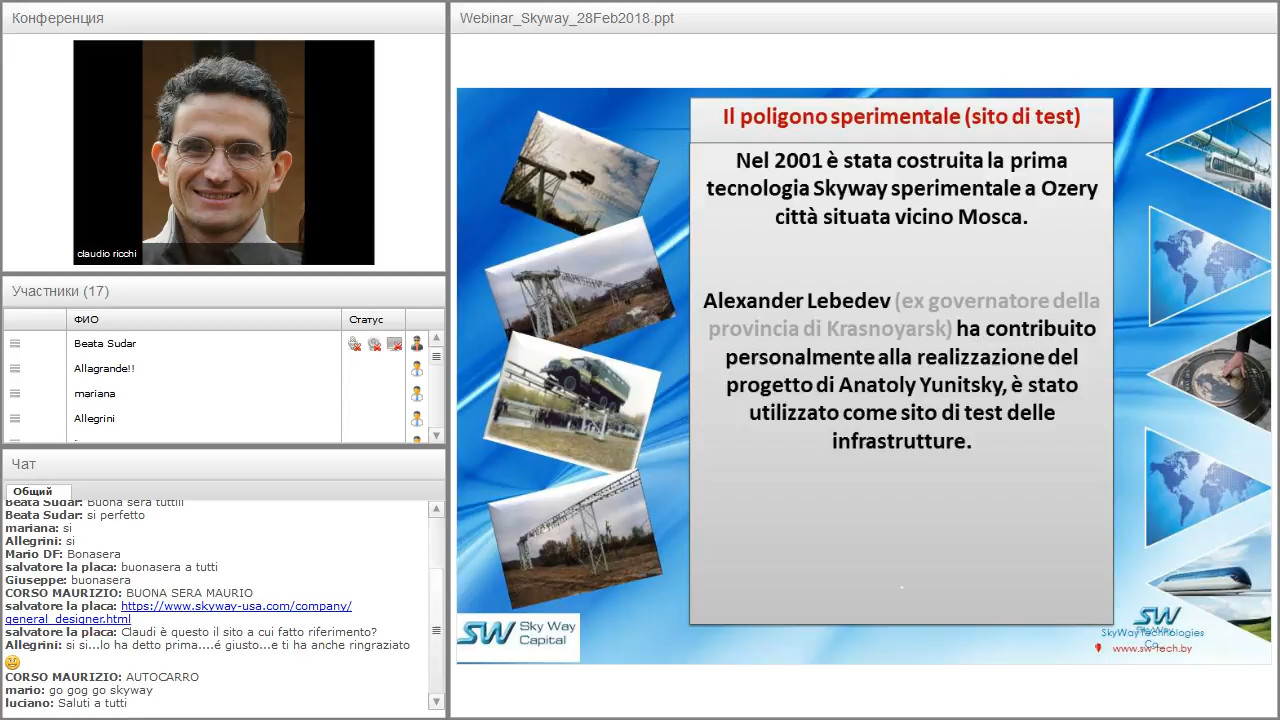 Конференция
claudio ricchi
Участники (17)
ФИО
Статус
Beata Sudar
Allagrande!!
mariana
Allegrini
Чат
Общий
Beata Sudar: Buona sera tuttiii
Beata Sudar: si perfetto
mariana: si
Allegrini: si
Mario DF: Bonasera
salvatore la placa: buonasera a tutti
Giuseppe: buonasera
CORSO MAURIZIO: BUONA SERA MAURIO
salvatore la placa: https://www.skyway-usa.com/company/
general_designer.html
salvatore la placa: Claudi è questo il sito a cui fatto riferimento?
Allegrini: si si...lo ha detto prima....é giusto...e ti ha anche ringraziato
CORSO MAURIZIO: AUTOCARRO
mario: go gog go skyway
luciano: Saluti a tutti
Webinar_Skyway_28Feb2018.ppt
Il poligono sperimentale (sito di test)
Nel 2001 è stata costruita la prima
tecnologia Skyway sperimentale a Ozery
città situata vicino Mosca.
Alexander Lebedev (ex governatore della
provincia di Krasnoyarsk) ha contribuito
personalmente alla realizzazione del
progetto di Anatoly Yunitsky, è stato
utilizzato come sito di test delle
infrastrutture.
SW Sky Way
Capital
SW
SkyWay Technologies
Co.
www.sw-tech.by